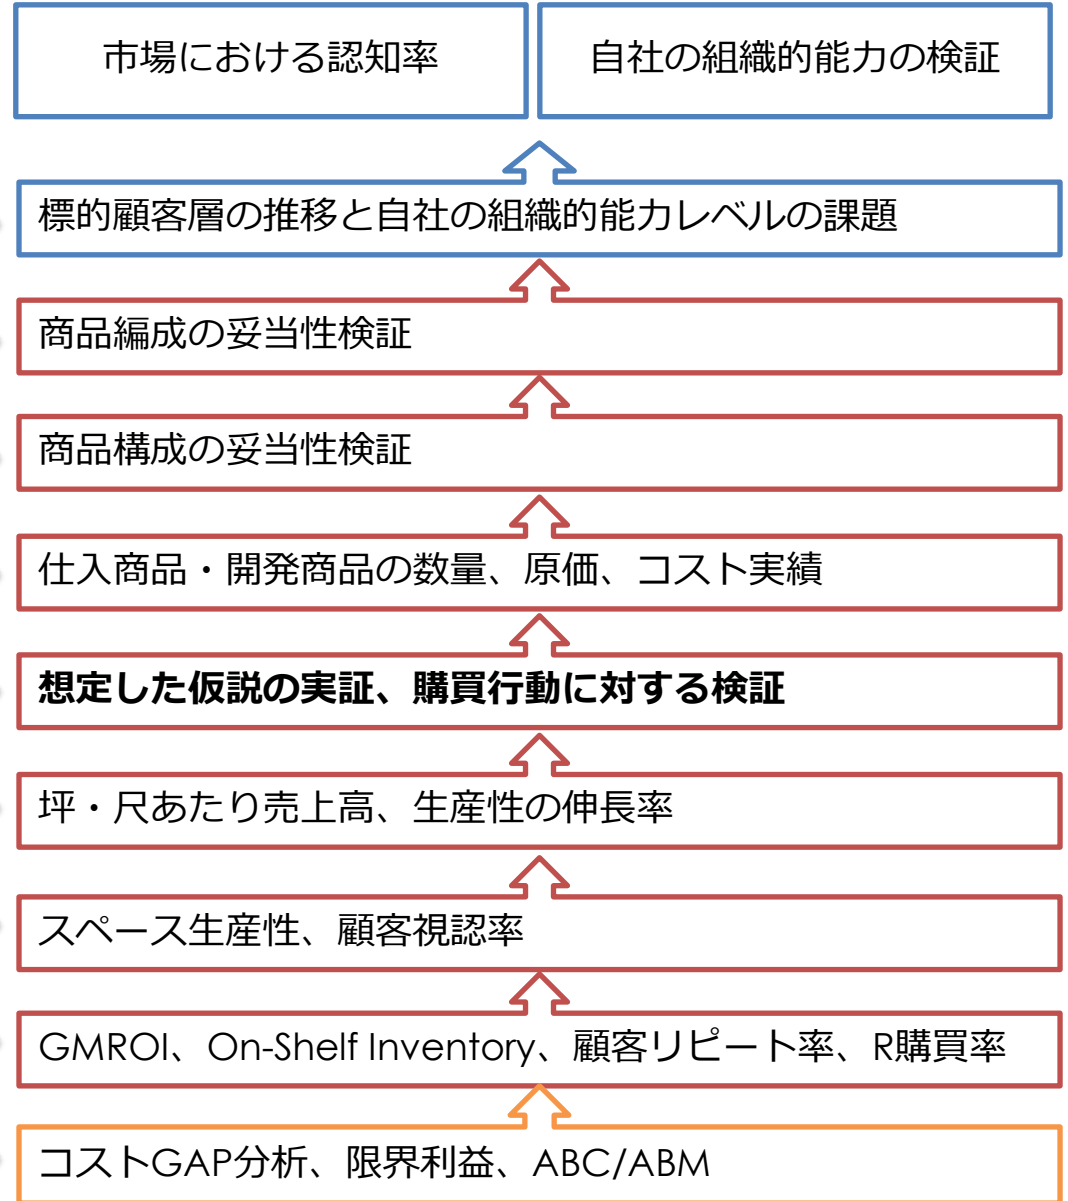 市場における認知率
自社の組織的能力の検証
標的顧客層の推移と自社の組織的能力レベルの課題
商品編成の妥当性検証
商品構成の妥当性検証
仕入商品・開発商品の数量、原価、コスト実績
想定した仮説の実証、購買行動に対する検証
坪・尺あたり売上高、生産性の伸長率
スペース生産性、顧客視認率
GMROI、On-Shelf Inventory、顧客リピート率、R購買率
コストGAP分析、限界利益、ABC/ABM